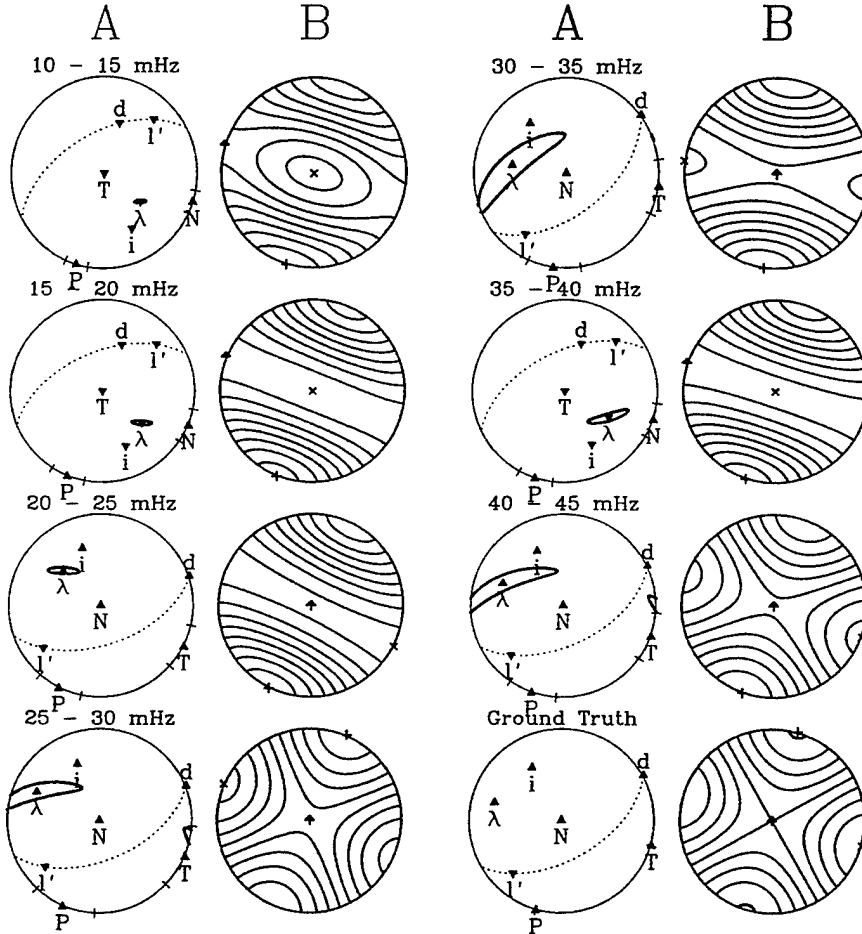 A B A B
10 - 15 mHz
d
l'
T
λ
N
i
P
30 - 35 mHz
d
i
λ
N
T
l'
P
15 20 mHz
d
l'
T
λ
N
i
P
35 - 40 mHz
d
l'
T
λ
N
i
P
20 - 25 mHz
i
d
λ
N
l'
T
P
40 - 45 mHz
i
d
λ
N
T
l'
P
25 - 30 mHz
i
d
λ
N
T
l'
P
Ground Truth
i
d
λ
N
T
l'
P